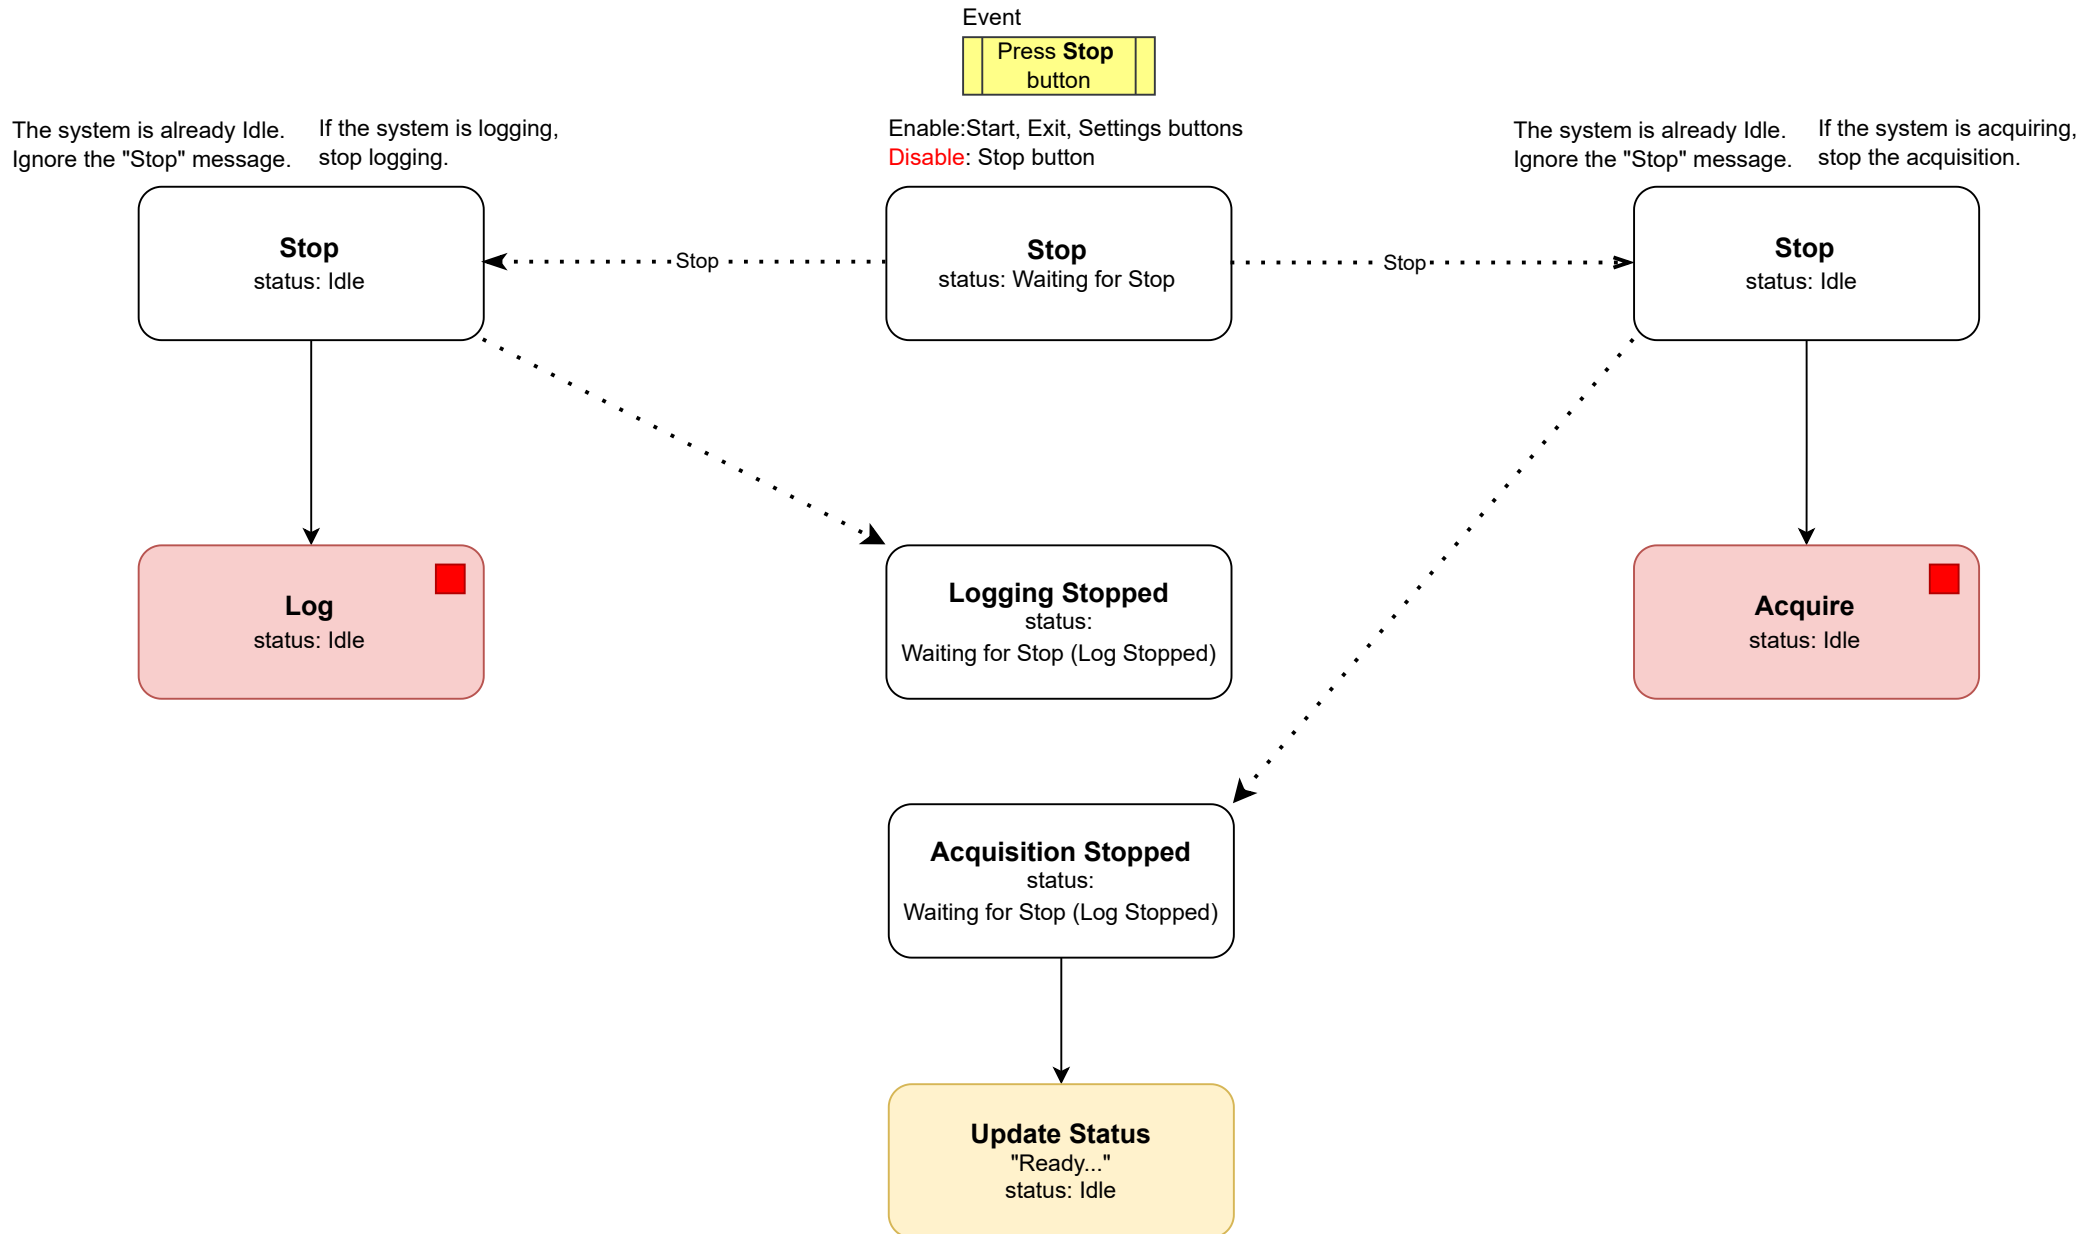 Event
Press Stop
button
The system is already Idle.
Ignore the "Stop" message.
If the system is logging,
stop logging.
Enable:Start, Exit, Settings buttons
Disable: Stop button
The system is already Idle.
Ignore the "Stop" message.
If the system is acquiring,
stop the acquisition.
Stop
status: Idle
Stop
Stop
status: Waiting for Stop
Stop
Stop
status: Idle
Log
status: Idle
Logging Stopped
status:
Waiting for Stop (Log Stopped)
Acquire
status: Idle
Acquisition Stopped
status:
Waiting for Stop (Log Stopped)
Update Status
"Ready..."
status: Idle